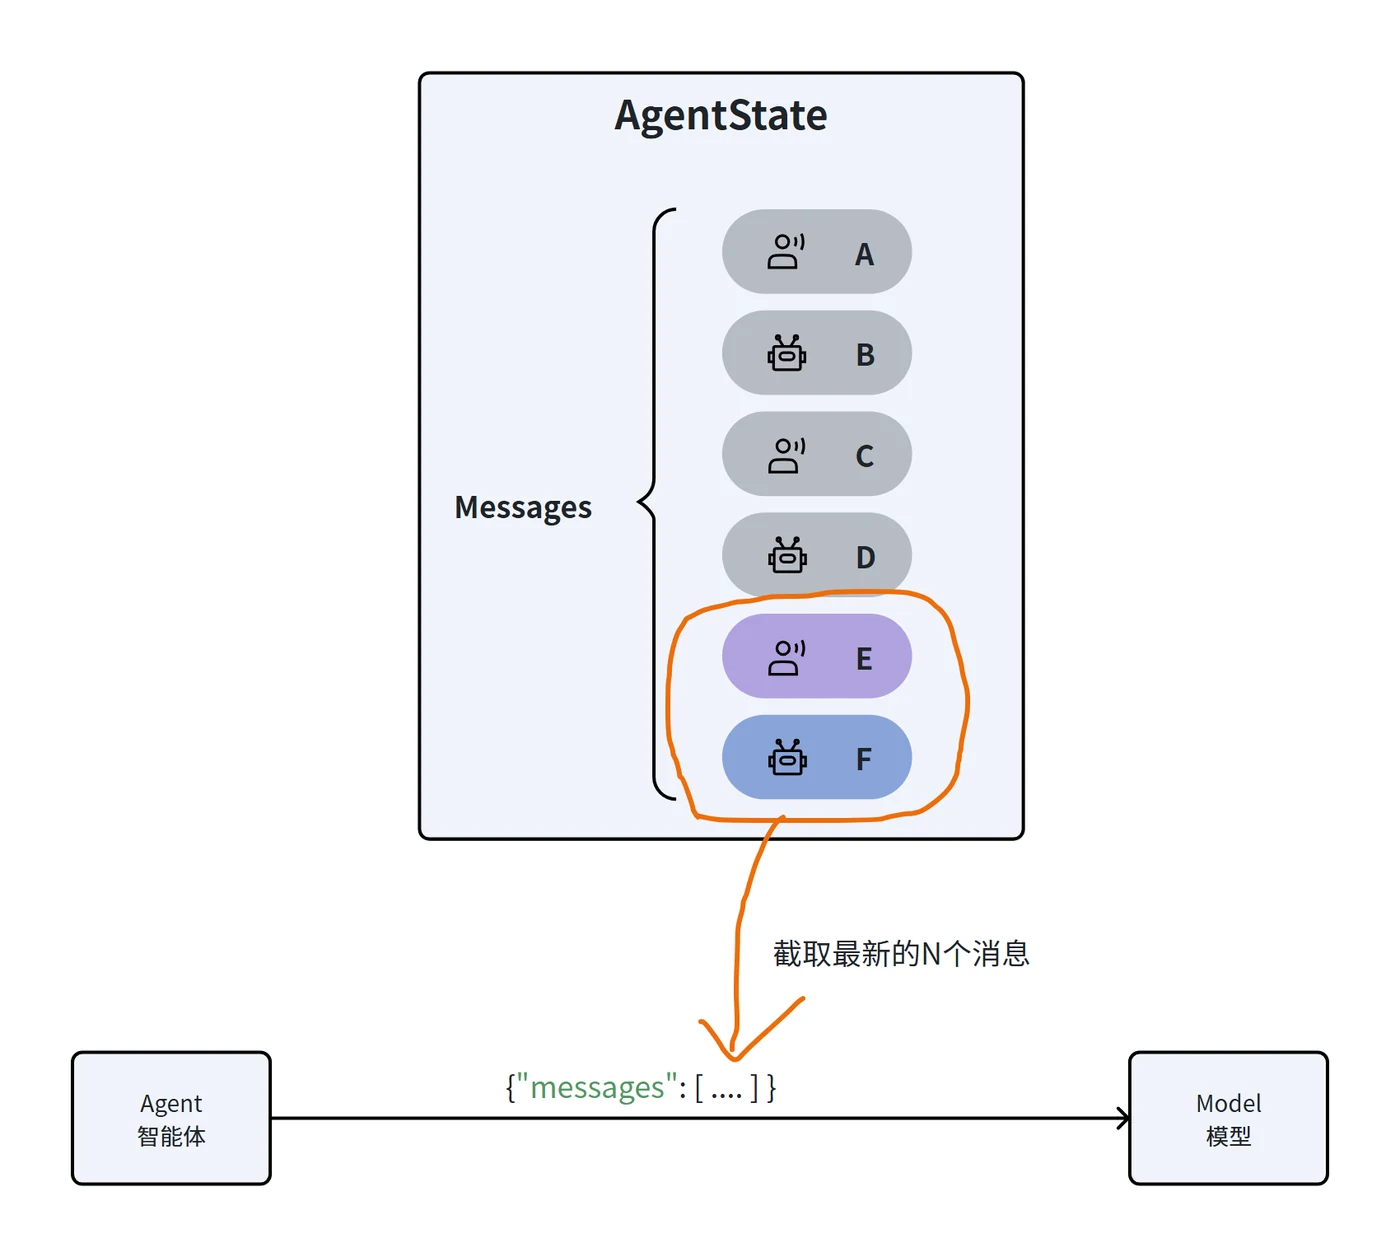 AgentState
A
B
C
D
Messages
E
F
截取最新的N个消息
{"messages": [ .... ] }
Agent
智能体
Model
模型